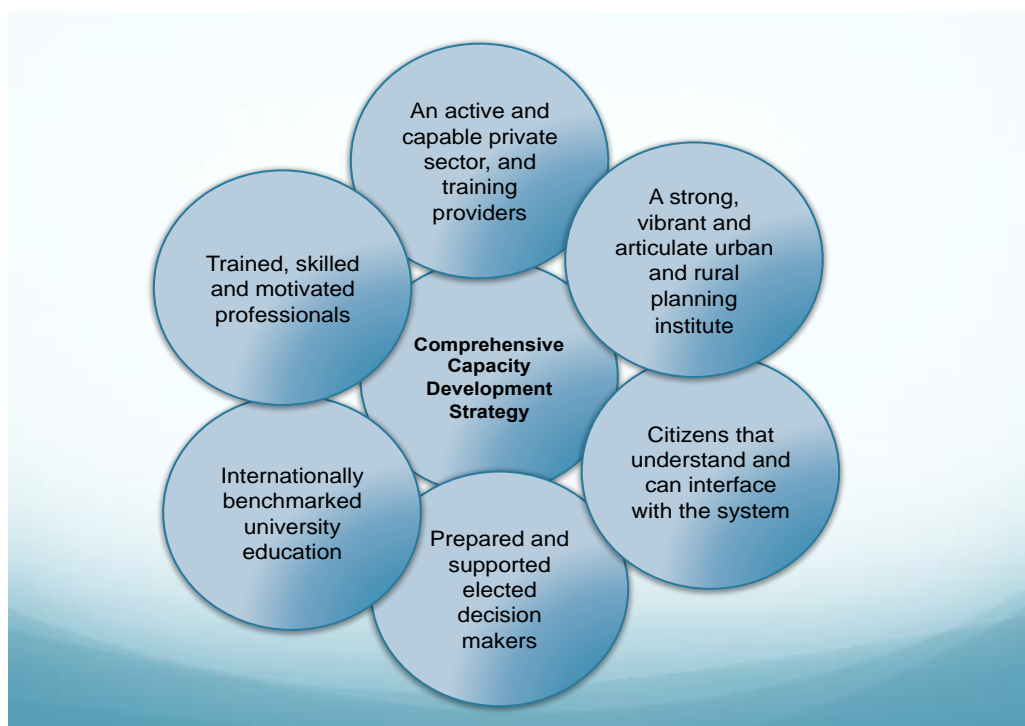 An active and
capable private
sector, and
training
providers
A strong,
vibrant and
articulate urban
and rural
planning
institute
Trained, skilled
and motivated
professionals
Comprehensive
Capacity
Development
Strategy
Citizens that
understand and
can interface
with the system
Internationally
benchmarked
university
education
Prepared and
supported
elected
decision
makers